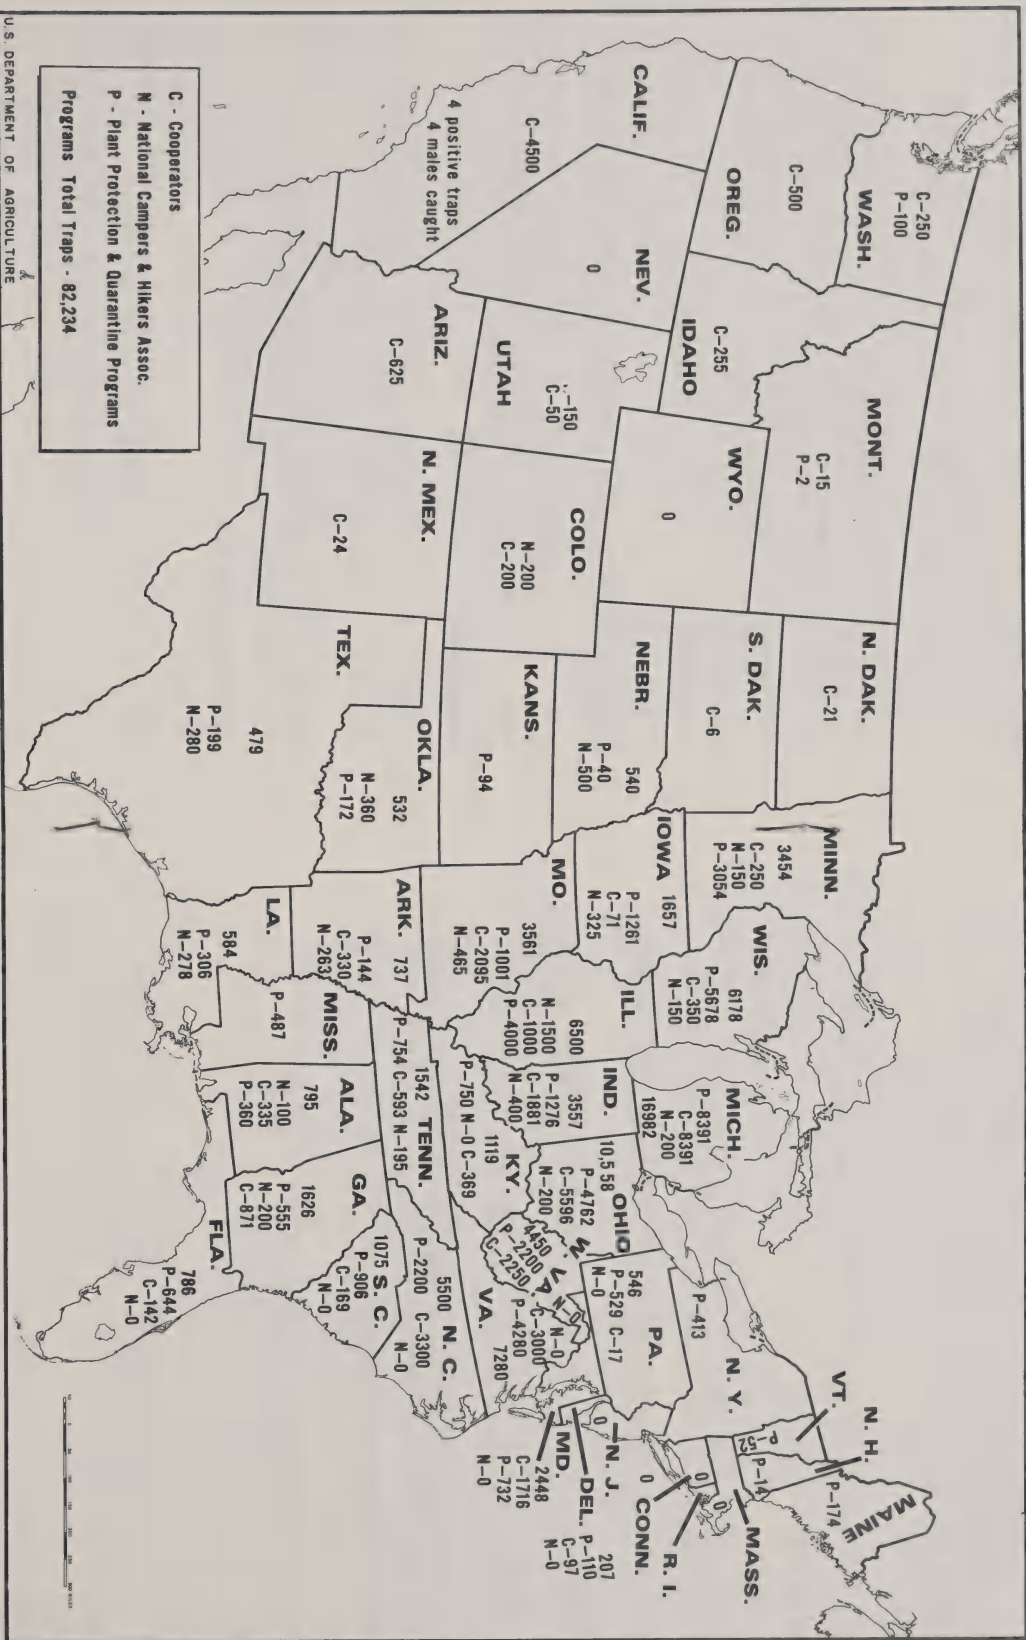 WASH.
C-250
P-100
OREG.
C-500
CALIF.
C-4500
4 positive traps
4 males caught
NEV.
0
IDAHO
C-255
MONT.
C-15
P-2
WYO.
0
UTAH
-150
C-50
ARIZ.
C-625
COLO.
N-200
C-200
N. MEX.
C-24
N. DAK.
C-21
S. DAK.
C-6
NEBR.
540
P-40
N-500
KANS.
P-94
OKLA.
532
N-360
P-172
TEX.
479
P-199
N-280
MINN.
3454
C-250
N-150
P-3054
IOWA
1657
P-1261
C-71
N-325
MO.
3561
P-1001
C-2095
N-465
ARK.
737
P-144
C-330
N-263
LA.
584
P-306
N-278
WIS.
6178
P-5678
C-350
N-150
ILL.
6500
N-1500
C-1000
P-4000
MICH.
P-8391
C-8391
N-200
16982
IND.
3557
P-1276
C-1881
N-400
OHIO
10,558
P-4762
C-5596
N-200
KY.
1119
P-750 N-0 C-369
TENN.
1542
P-754 C-593 N-195
MISS.
P-487
ALA.
795
N-100
C-335
P-360
GA.
1626
P-555
N-200
C-871
FLA.
786
P-644
C-142
N-0
S. C.
1075
P-906
C-169
N-0
N. C.
5500
P-2200 C-3300
N-0
VA.
7280
C-3000
P-4280
N-0
W. VA.
4450
P-2200
C-2250
N-0
PA.
546
P-529 C-17
N-0
N. Y.
P-413
VT.
P-52
N. H.
MAINE
P-174
MASS.
P-14
0
R. I.
0
CONN.
0
N. J.
0
DEL.
207
P-110
C-97
N-0
MD.
2448
C-1716
P-732
N-0
C - Cooperators
N - National Campers & Hikers Assoc.
P - Plant Protection & Quarantine Programs
Programs Total Traps - 82,234
U.S. DEPARTMENT OF AGRICULTURE